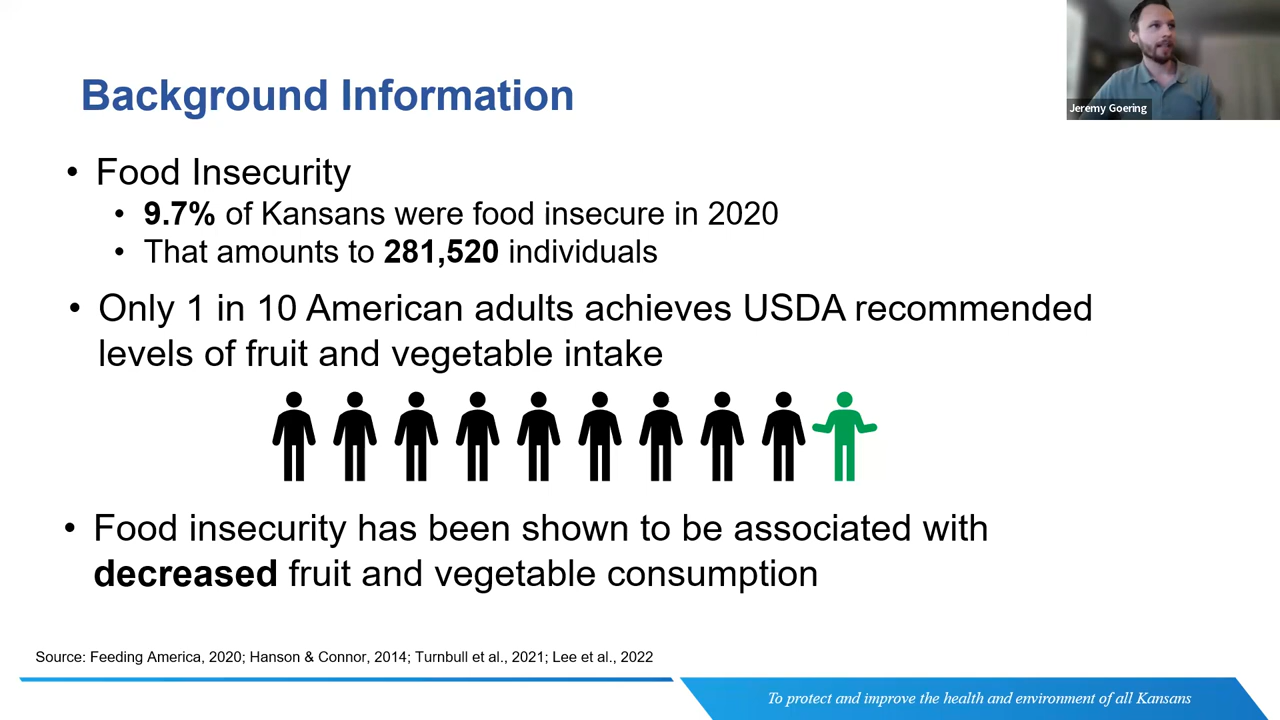 Jeremy Goering
Background Information
• Food Insecurity
• 9.7% of Kansans were food insecure in 2020
• That amounts to 281,520 individuals
• Only 1 in 10 American adults achieves USDA recommended
levels of fruit and vegetable intake
• Food insecurity has been shown to be associated with
decreased fruit and vegetable consumption
Source: Feeding America, 2020; Hanson & Connor, 2014; Turnbull et al., 2021; Lee et al., 2022
To protect and improve the health and environment of all Kansans